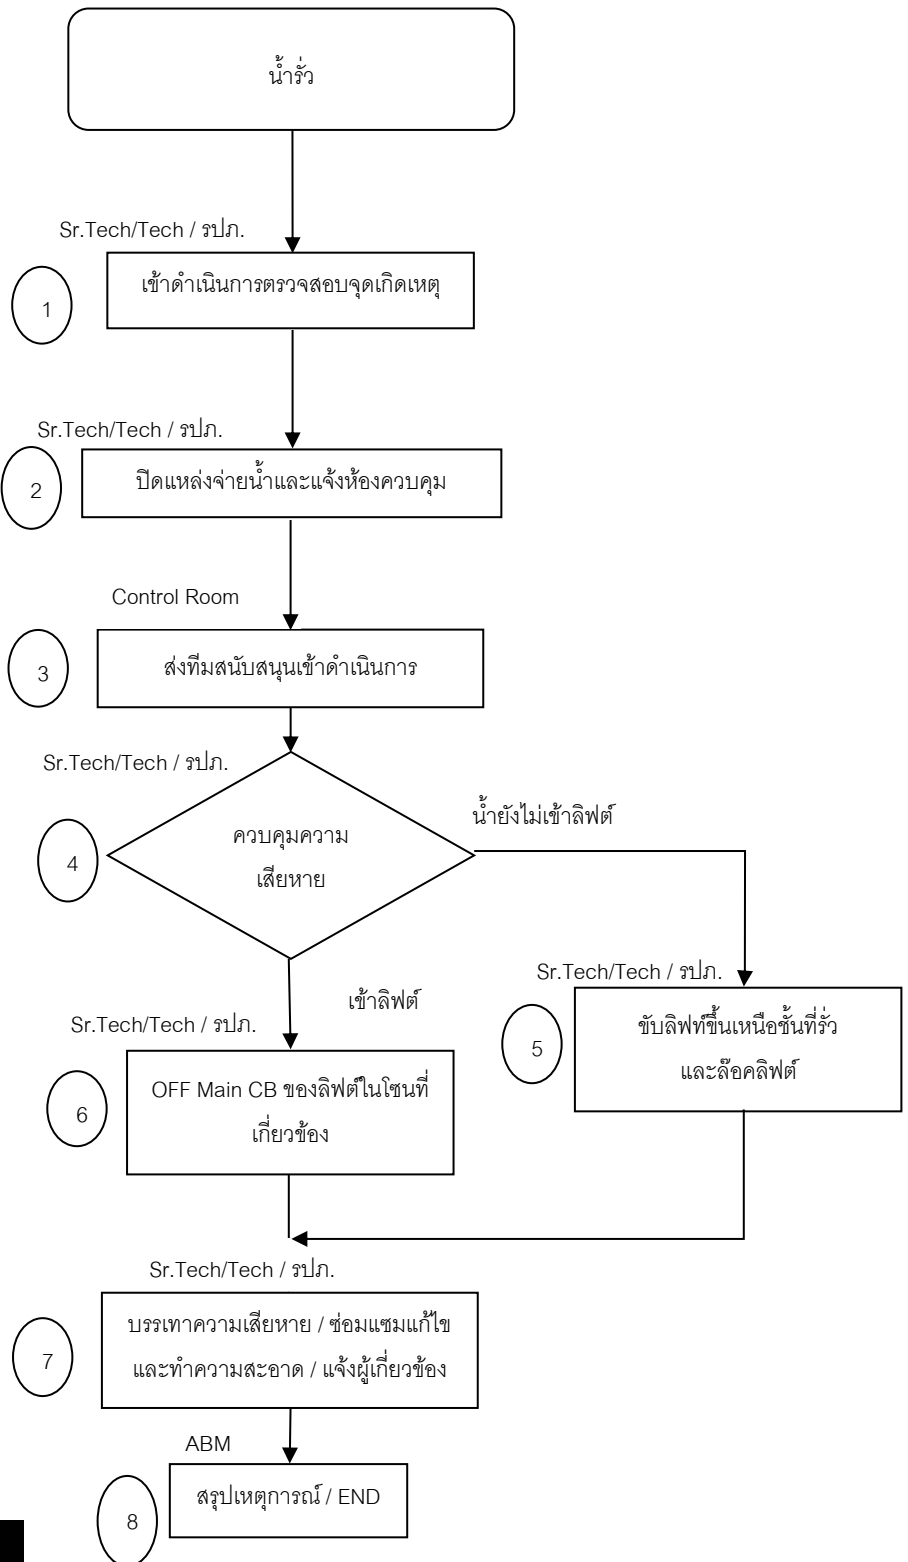 น้ำรั่ว
Sr.Tech/Tech / รปภ.
เข้าดำเนินการตรวจสอบจุดเกิดเหตุ
1
Sr.Tech/Tech / รปภ.
ปิดแหล่งจ่ายน้ำและแจ้งห้องควบคุม
2
Control Room
ส่งทีมสนับสนุนเข้าดำเนินการ
3
Sr.Tech/Tech / รปภ.
น้ำยังไม่เข้าลิฟต์
ควบคุมความ
เสียหาย
4
Sr.Tech/Tech / รปภ.
เข้าลิฟต์
Sr.Tech/Tech / รปภ.
ขับลิฟท์ขึ้นเหนือชั้นที่รั่ว
และล๊อคลิฟต์
5
OFF Main CB ของลิฟต์ในโซนที่
เกี่ยวข้อง
6
Sr.Tech/Tech / รปภ.
บรรเทาความเสียหาย / ซ่อมแซมแก้ไข
และทำความสะอาด / แจ้งผู้เกี่ยวข้อง
7
ABM
สรุปเหตุการณ์ / END
8